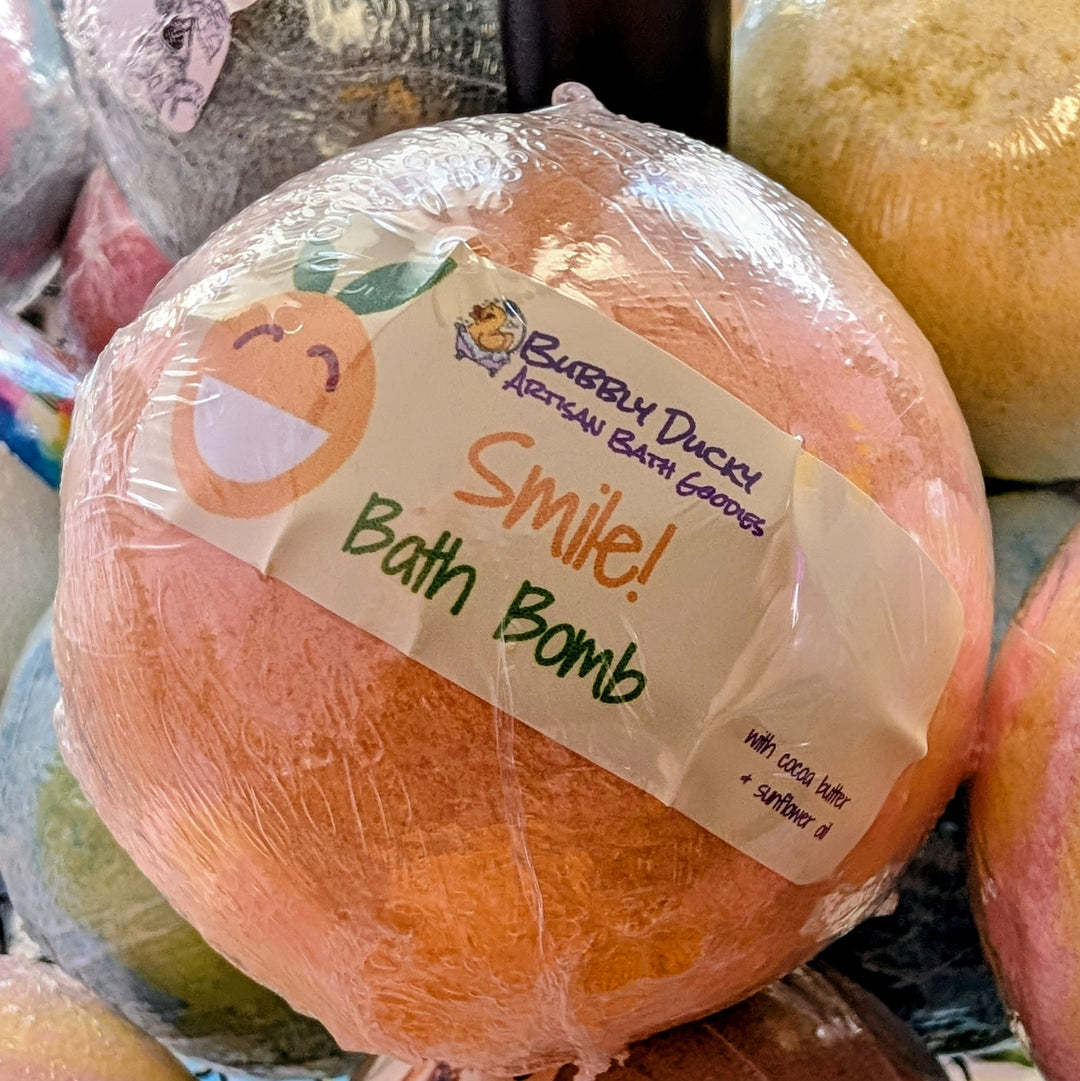 Bubbly Ducky
Artisan Bath Goodies
Smile!
Bath Bomb
with cocoa butter
+ sunflower oil